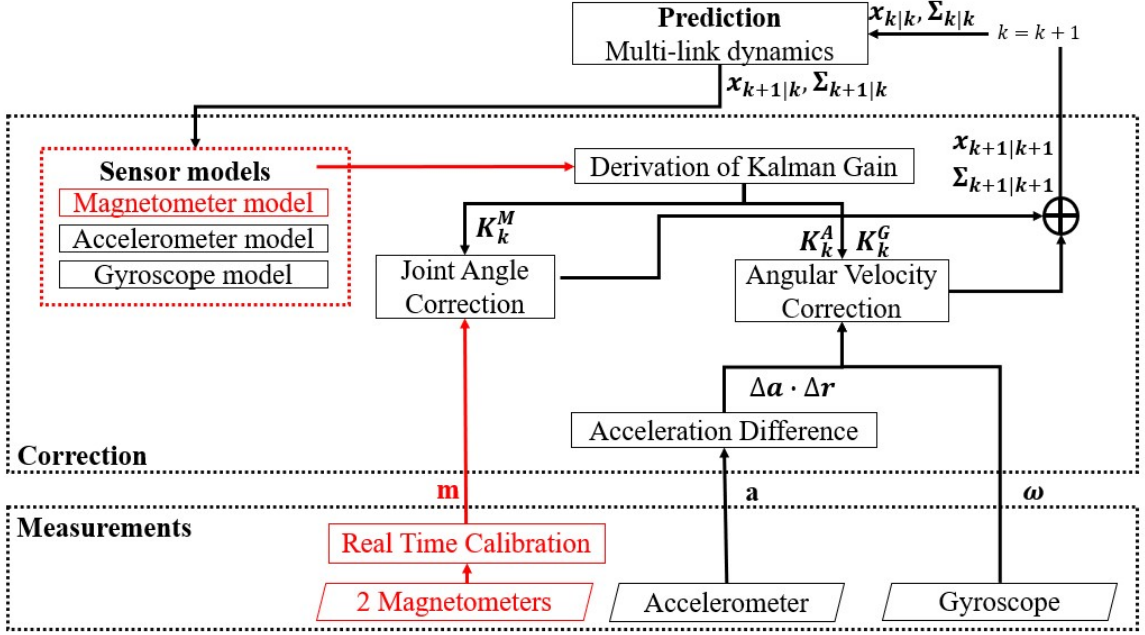 Prediction
Multi-link dynamics
x_{k|k}, Σ_{k|k}
k = k + 1
x_{k+1|k}, Σ_{k+1|k}
Sensor models
Magnetometer model
Accelerometer model
Gyroscope model
Derivation of Kalman Gain
x_{k+1|k+1}
Σ_{k+1|k+1}
K_k^M
K_k^A K_k^G
Joint Angle
Correction
Angular Velocity
Correction
Δa · Δr
Acceleration Difference
Correction
m
a
ω
Measurements
Real Time Calibration
2 Magnetometers
Accelerometer
Gyroscope